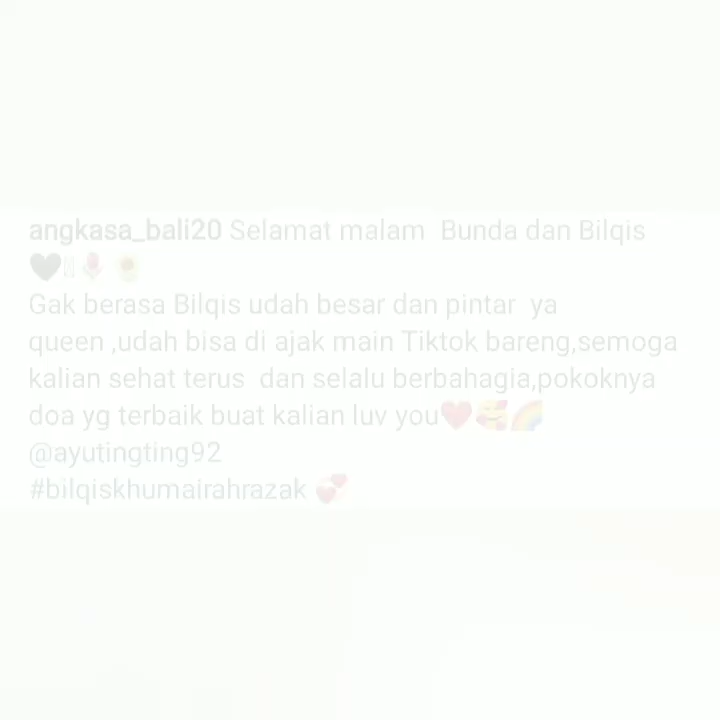 angkasa_bali20 Selamat malam  Bunda dan Bilqis
🖤🌷🌻
Gak berasa Bilqis udah besar dan pintar  ya
queen ,udah bisa di ajak main Tiktok bareng,semoga
kalian sehat terus  dan selalu berbahagia,pokoknya
doa yg terbaik buat kalian luv you❤️🥰🌈
@ayutingting92
#bilqiskhumairahrazak 💞